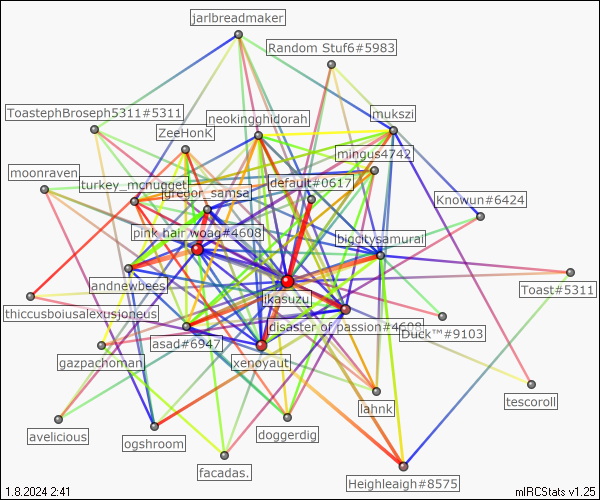 jarlbreadmaker
Random Stuf6#5983
ToastephBroseph5311#5311
neokingghidorah
mukszi
ZeeHonK
mingus4742
moonraven
turkey_mcnugget
default#0617
gregor_samsa
Knowun#6424
pink hair woag#4608
bigcitysamurai
landnewbees
ikasuzu
Toast#5311
thiccusboiusalexusjoneus
disaster of passion#4608
Duck™#9103
asad#6947
gazpachoman
xenoyaut
lahnk
tescoroll
avelicious
ogshroom
doggerdig
facadas.
Heighleaigh#8575
1.8.2024 2:41
mIRCStats v1.25